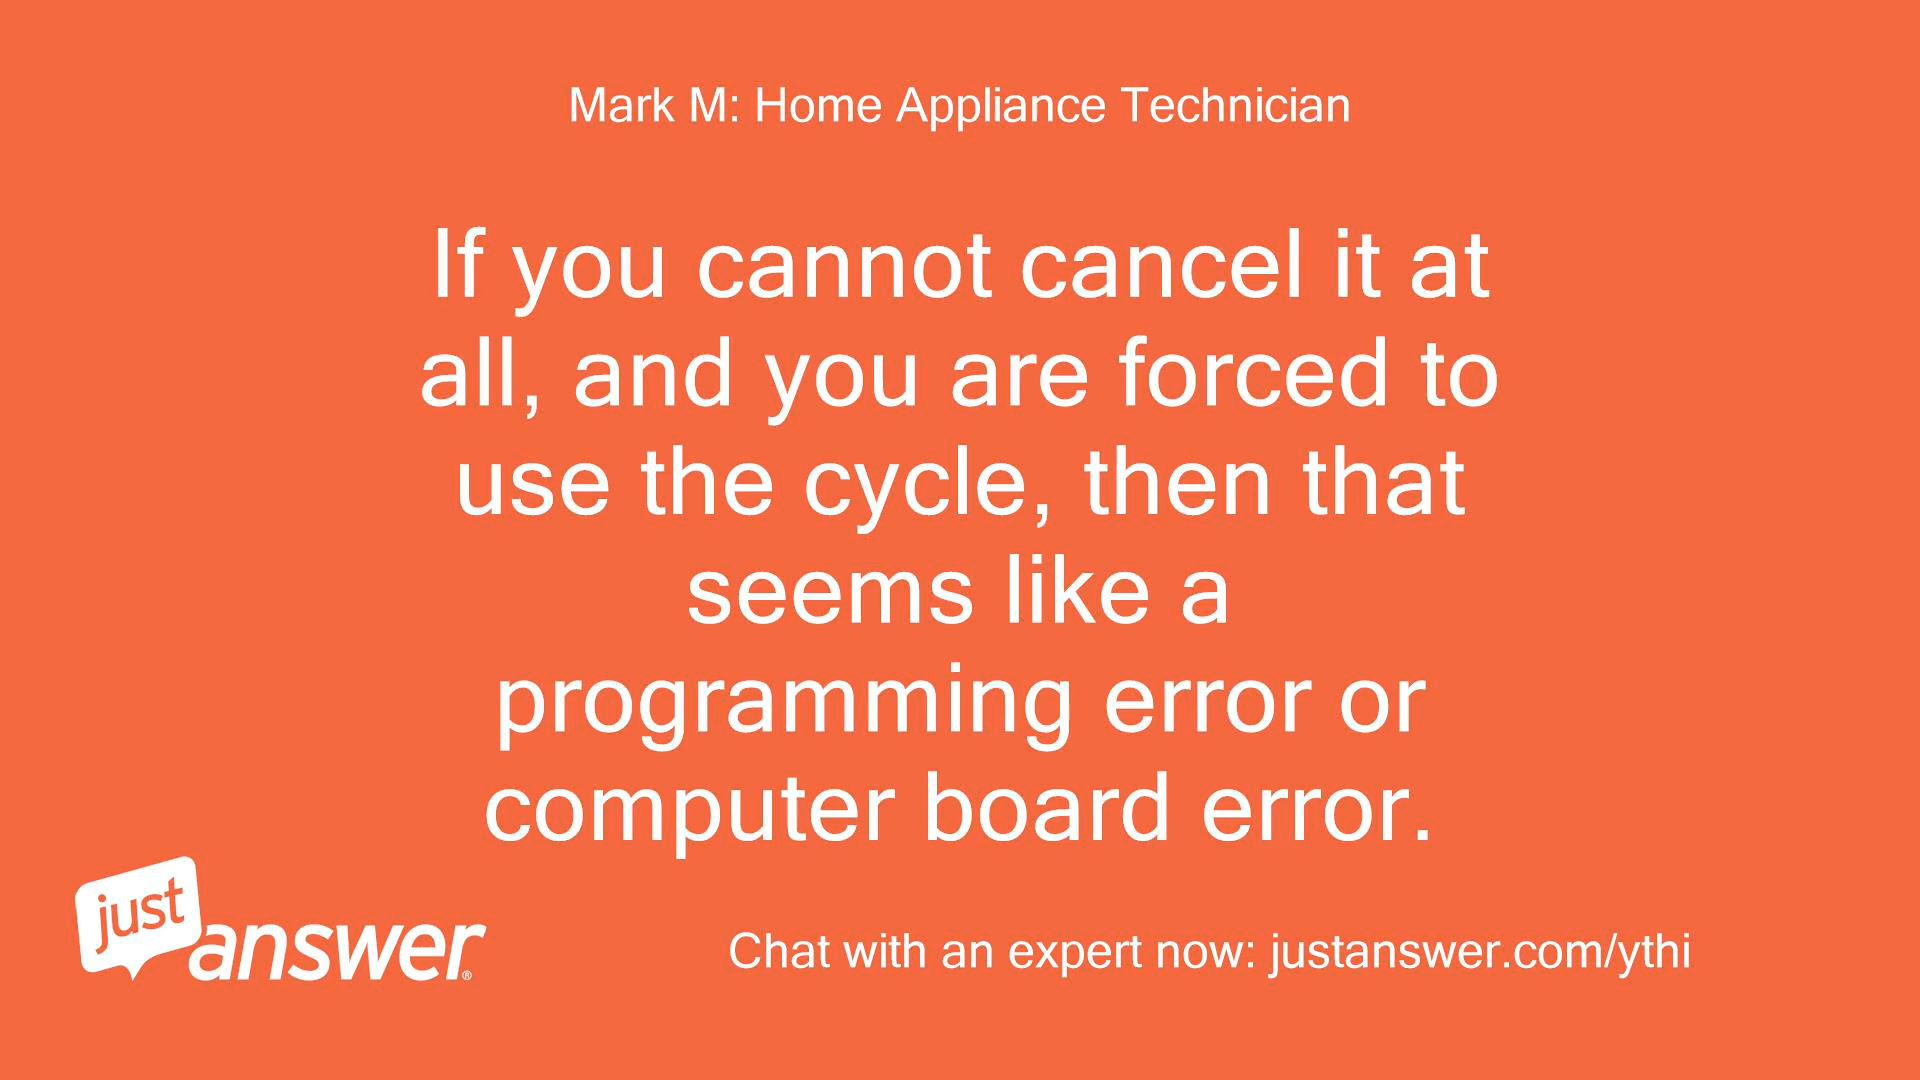 Mark M: Home Appliance Technician
If you cannot cancel it at
all, and you are forced to
use the cycle, then that
seems like a
programming error or
computer board error.
just
answer®
Chat with an expert now: justanswer.com/ythi